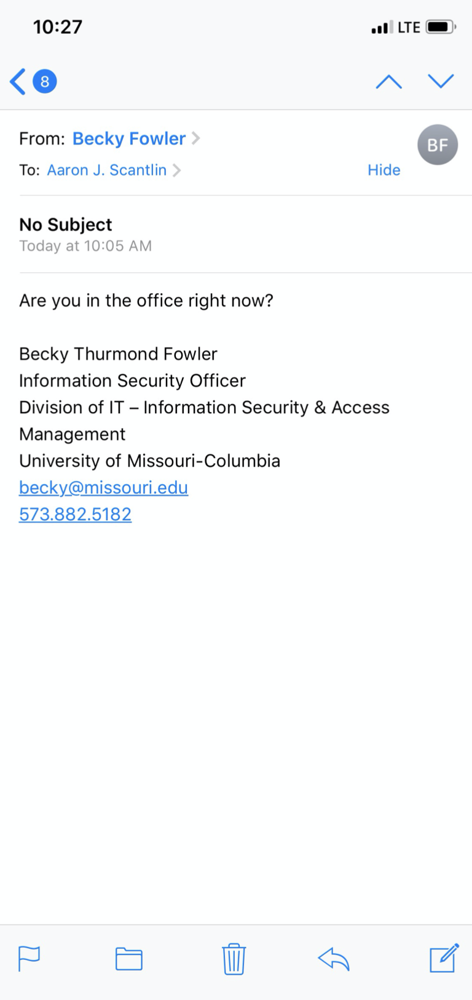 10:27
LTE
8
From: Becky Fowler
BF
To: Aaron J. Scantlin
Hide
No Subject
Today at 10:05 AM
Are you in the office right now?
Becky Thurmond Fowler
Information Security Officer
Division of IT – Information Security & Access
Management
University of Missouri-Columbia
becky@missouri.edu
573.882.5182